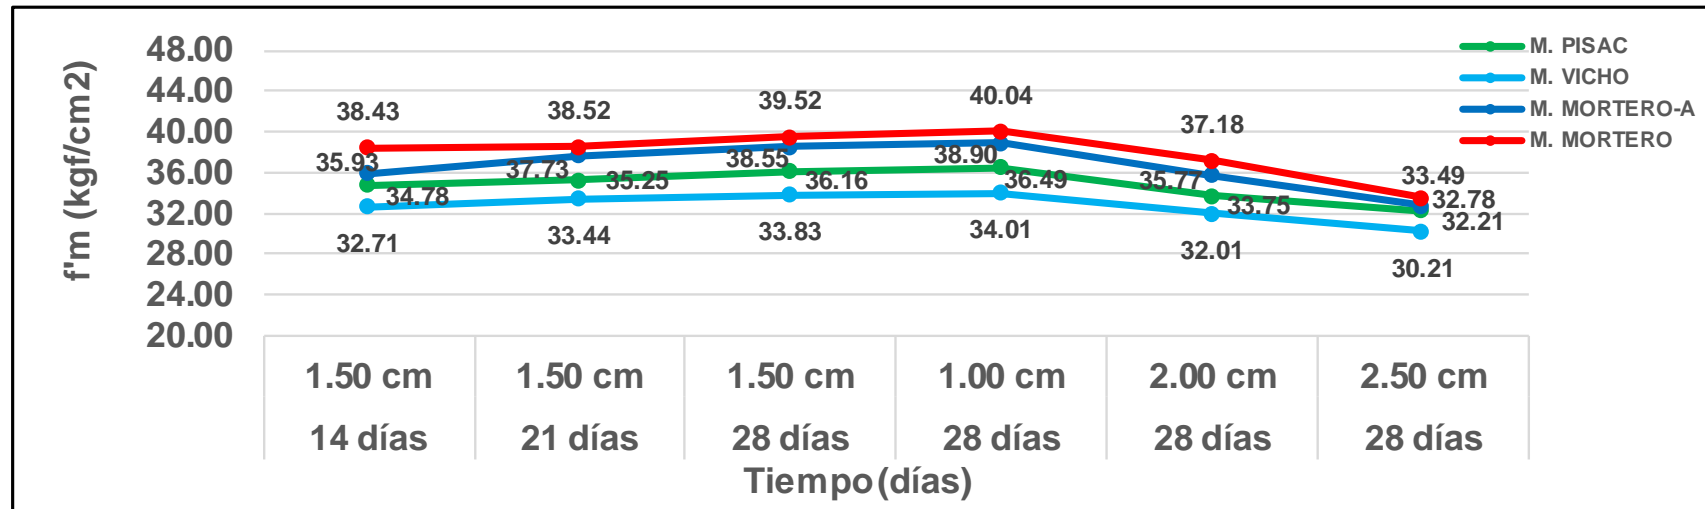 f'm (kgf/cm2)
48.00
44.00
40.00
36.00
32.00
28.00
24.00
20.00
38.43 38.52 39.52 40.04 37.18 33.49
35.93 37.73 38.55 38.90 35.77 32.78
34.78 35.25 36.16 36.49 33.75 32.21
32.71 33.44 33.83 34.01 32.01 30.21
M. PISAC
M. VICHO
M. MORTERO-A
M. MORTERO
1.50 cm 1.50 cm 1.50 cm 1.00 cm 2.00 cm 2.50 cm
14 días 21 días 28 días 28 días 28 días 28 días
Tiempo (días)